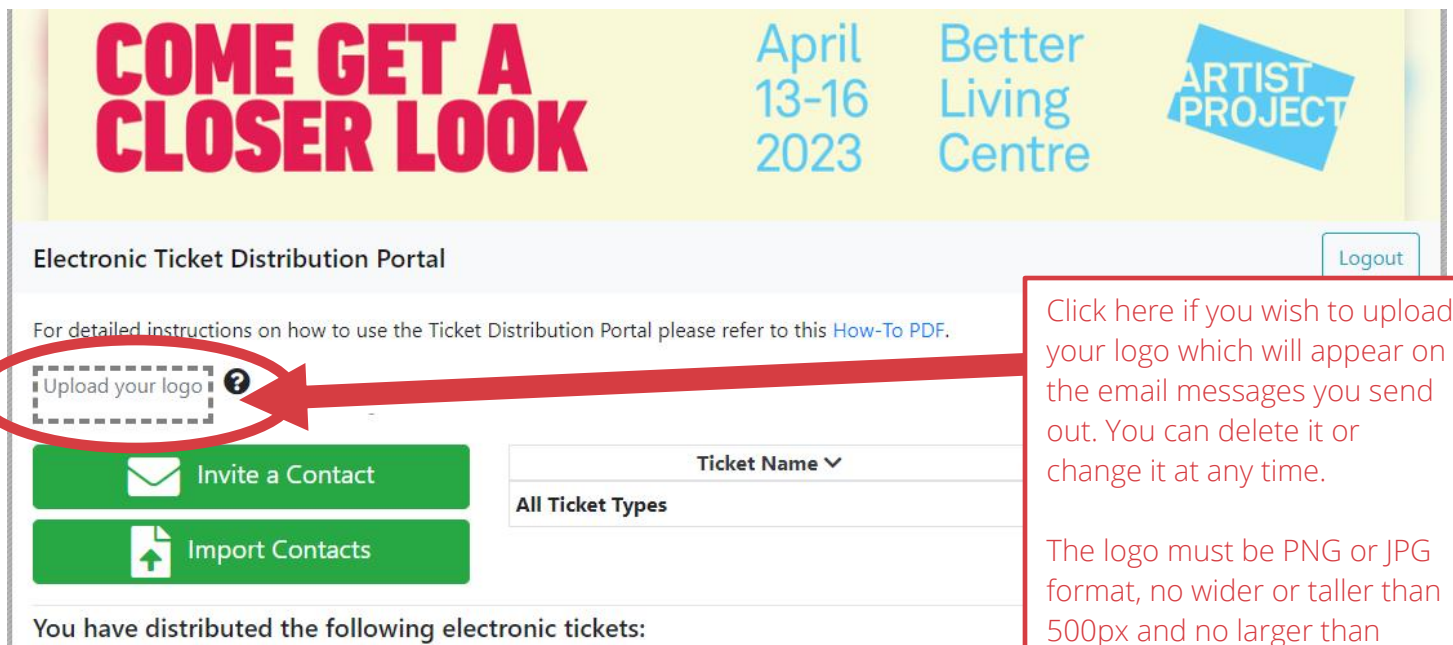 COME GET A
CLOSER LOOK
April
13-16
2023
Better
Living
Centre
ARTIST
PROJECT
Electronic Ticket Distribution Portal
Logout
For detailed instructions on how to use the Ticket Distribution Portal please refer to this How-To PDF.
Upload your logo ?
Click here if you wish to upload
your logo which will appear on
the email messages you send
out. You can delete it or
change it at any time.
The logo must be PNG or JPG
format, no wider or taller than
500px and no larger than
Invite a Contact
Import Contacts
Ticket Name
All Ticket Types
You have distributed the following electronic tickets: